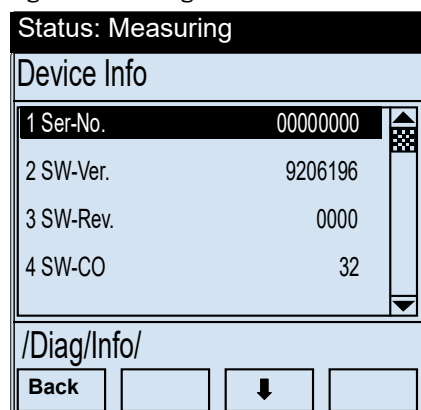 Status: Measuring
Device Info
1 Ser-No. 00000000
2 SW-Ver. 9206196
3 SW-Rev. 0000
4 SW-CO 32
/Diag/Info/
Back